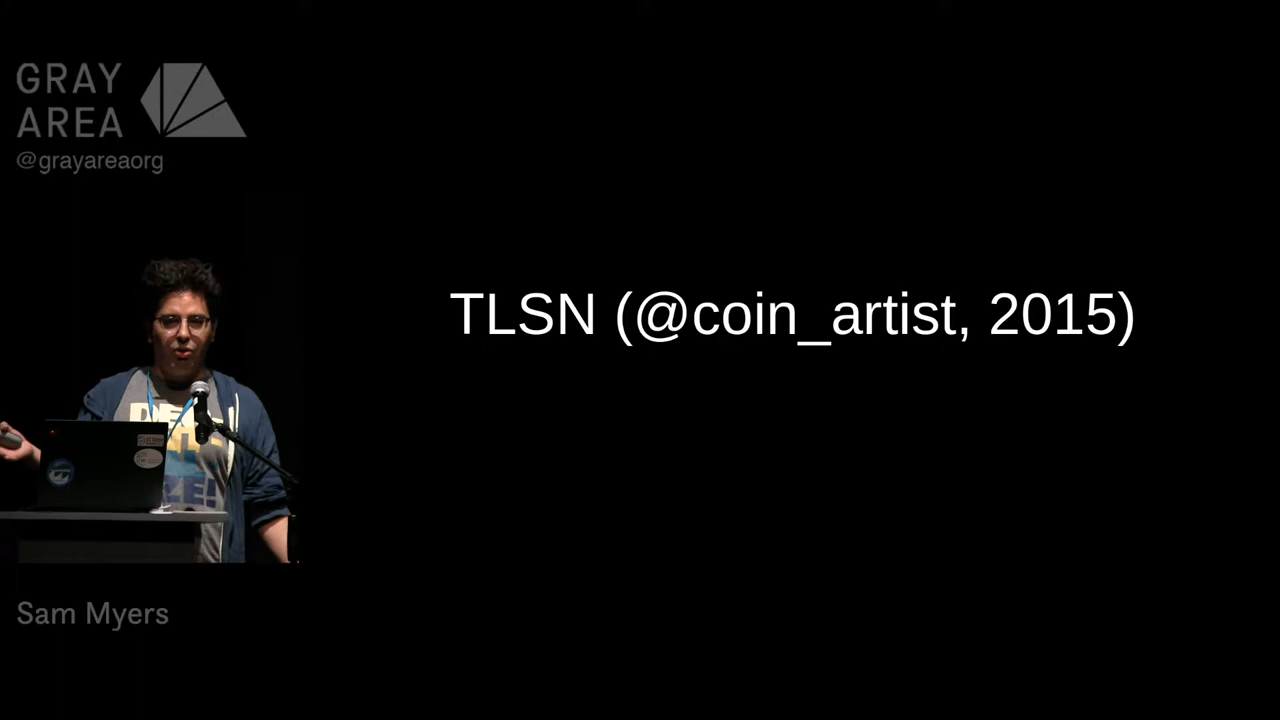 GRAY
AREA
@grayareaorg
TLSN (@coin_artist, 2015)
Sam Myers